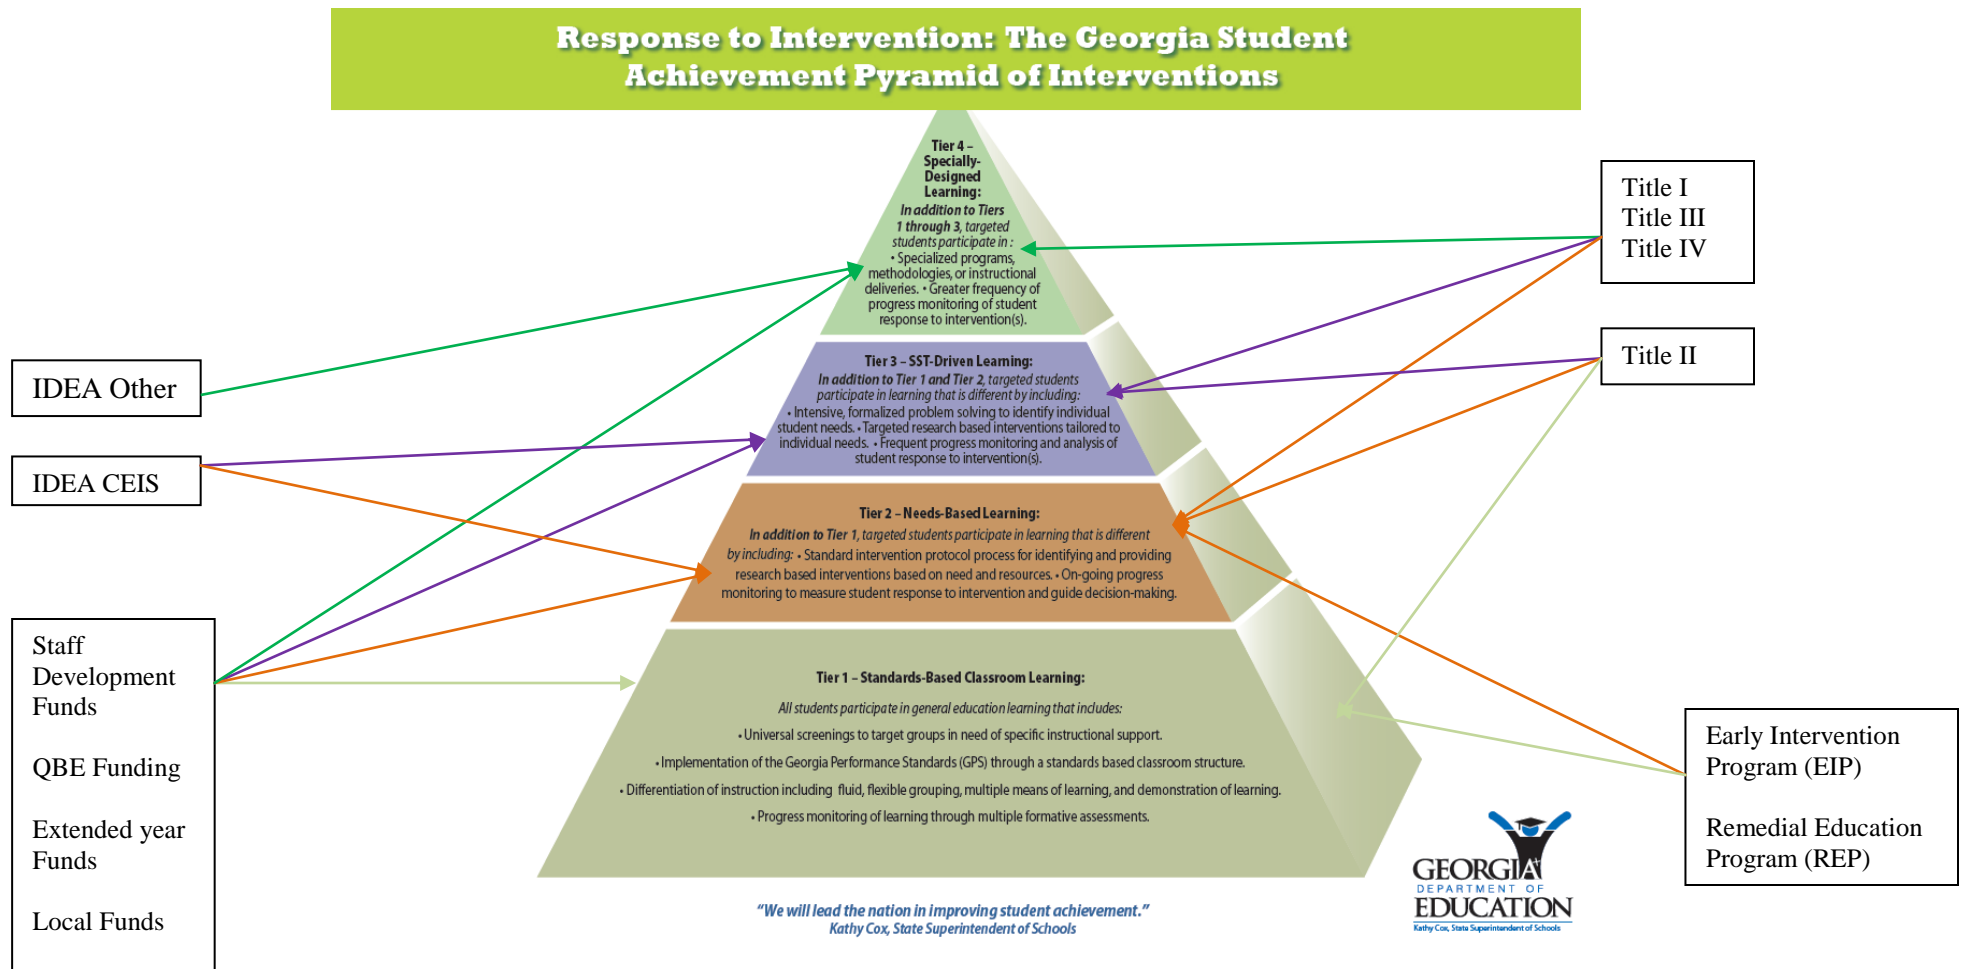 Response to Intervention: The Georgia Student
Achievement Pyramid of Interventions
Tier 4 –
Specially-
Designed
Learning:
In addition to Tiers
1 through 3, targeted
students participate in :
• Specialized programs,
methodologies, or instructional
deliveries. • Greater frequency of
progress monitoring of student
response to intervention(s).
Tier 3 – SST-Driven Learning:
In addition to Tier 1 and Tier 2, targeted students
participate in learning that is different by including:
• Intensive, formalized problem solving to identify individual
student needs. • Targeted research based interventions tailored to
individual needs. • Frequent progress monitoring and analysis of
student response to intervention(s).
Tier 2 – Needs-Based Learning:
In addition to Tier 1, targeted students participate in learning that is different
by including: • Standard intervention protocol process for identifying and providing
research based interventions based on need and resources. • On-going progress
monitoring to measure student response to intervention and guide decision-making.
Tier 1 – Standards-Based Classroom Learning:
All students participate in general education learning that includes:
• Universal screenings to target groups in need of specific instructional support.
• Implementation of the Georgia Performance Standards (GPS) through a standards based classroom structure.
• Differentiation of instruction including fluid, flexible grouping, multiple means of learning, and demonstration of learning.
• Progress monitoring of learning through multiple formative assessments.
IDEA Other
IDEA CEIS
Staff
Development
Funds
QBE Funding
Extended year
Funds
Local Funds
Title I
Title III
Title IV
Title II
Early Intervention
Program (EIP)
Remedial Education
Program (REP)
“We will lead the nation in improving student achievement.”
Kathy Cox, State Superintendent of Schools
GEORGIA
DEPARTMENT OF
EDUCATION
Kathy Cox, State Superintendent of Schools